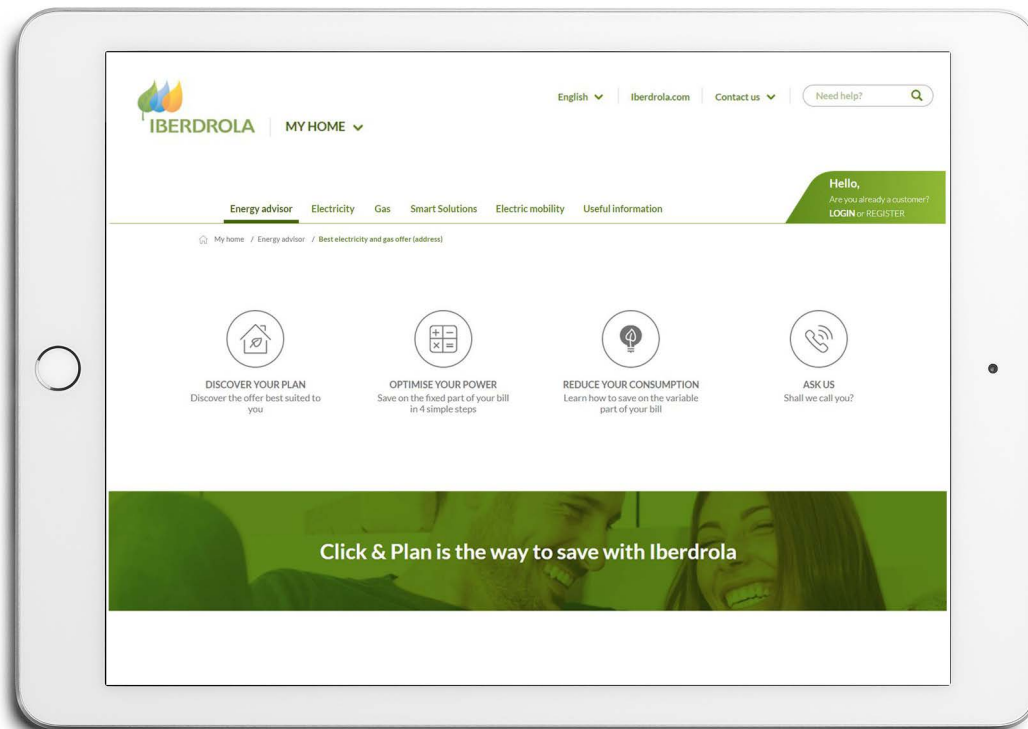 IBERDROLA
MY HOME
English
Iberdrola.com
Contact us
Need help?
Hello,
Are you already a customer?
LOGIN or REGISTER
Energy advisor
Electricity
Gas
Smart Solutions
Electric mobility
Useful information
My home / Energy advisor / Best electricity and gas offer (address)
DISCOVER YOUR PLAN
Discover the offer best suited to
you
OPTIMISE YOUR POWER
Save on the fixed part of your bill
in 4 simple steps
REDUCE YOUR CONSUMPTION
Learn how to save on the variable
part of your bill
ASK US
Shall we call you?
Click & Plan is the way to save with Iberdrola